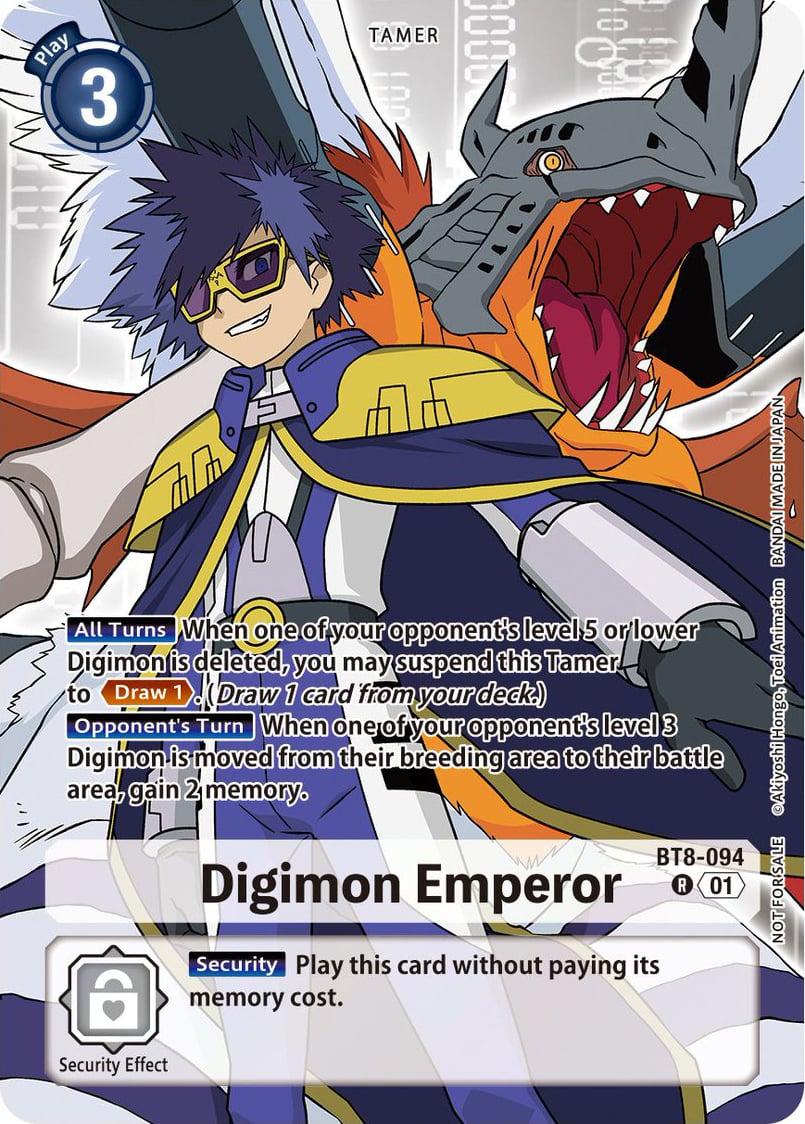 TAMER
Play
3
All Turns When one of your opponent's level 5 or lower
Digimon is deleted, you may suspend this Tamer
to Draw 1. (Draw 1 card from your deck.)
Opponent's Turn When one of your opponent's level 3
Digimon is moved from their breeding area to their battle
area, gain 2 memory.
Digimon Emperor
BT8-094
R 01
Security Play this card without paying its
memory cost.
Security Effect
NOT FOR SALE ©Akiyoshi Hongo, Toei Animation BANDAI MADE IN JAPAN